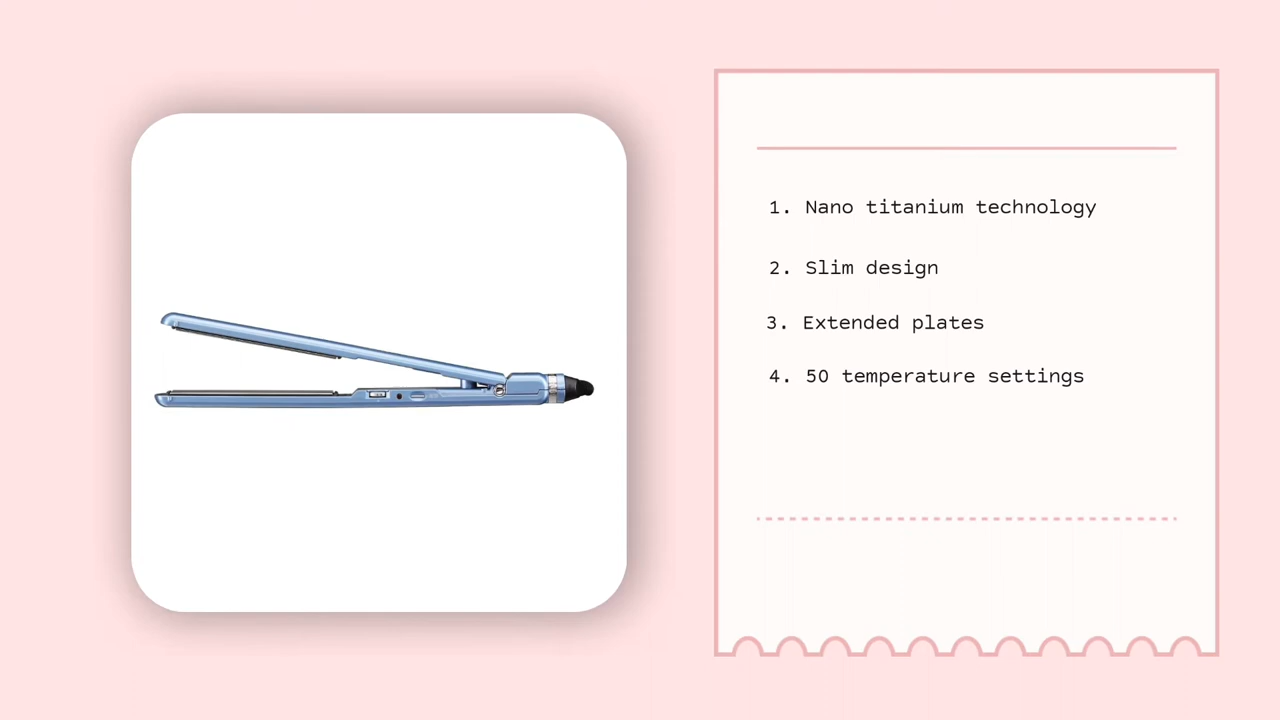 1. Nano titanium technology
2. Slim design
3. Extended plates
4. 50 temperature settings